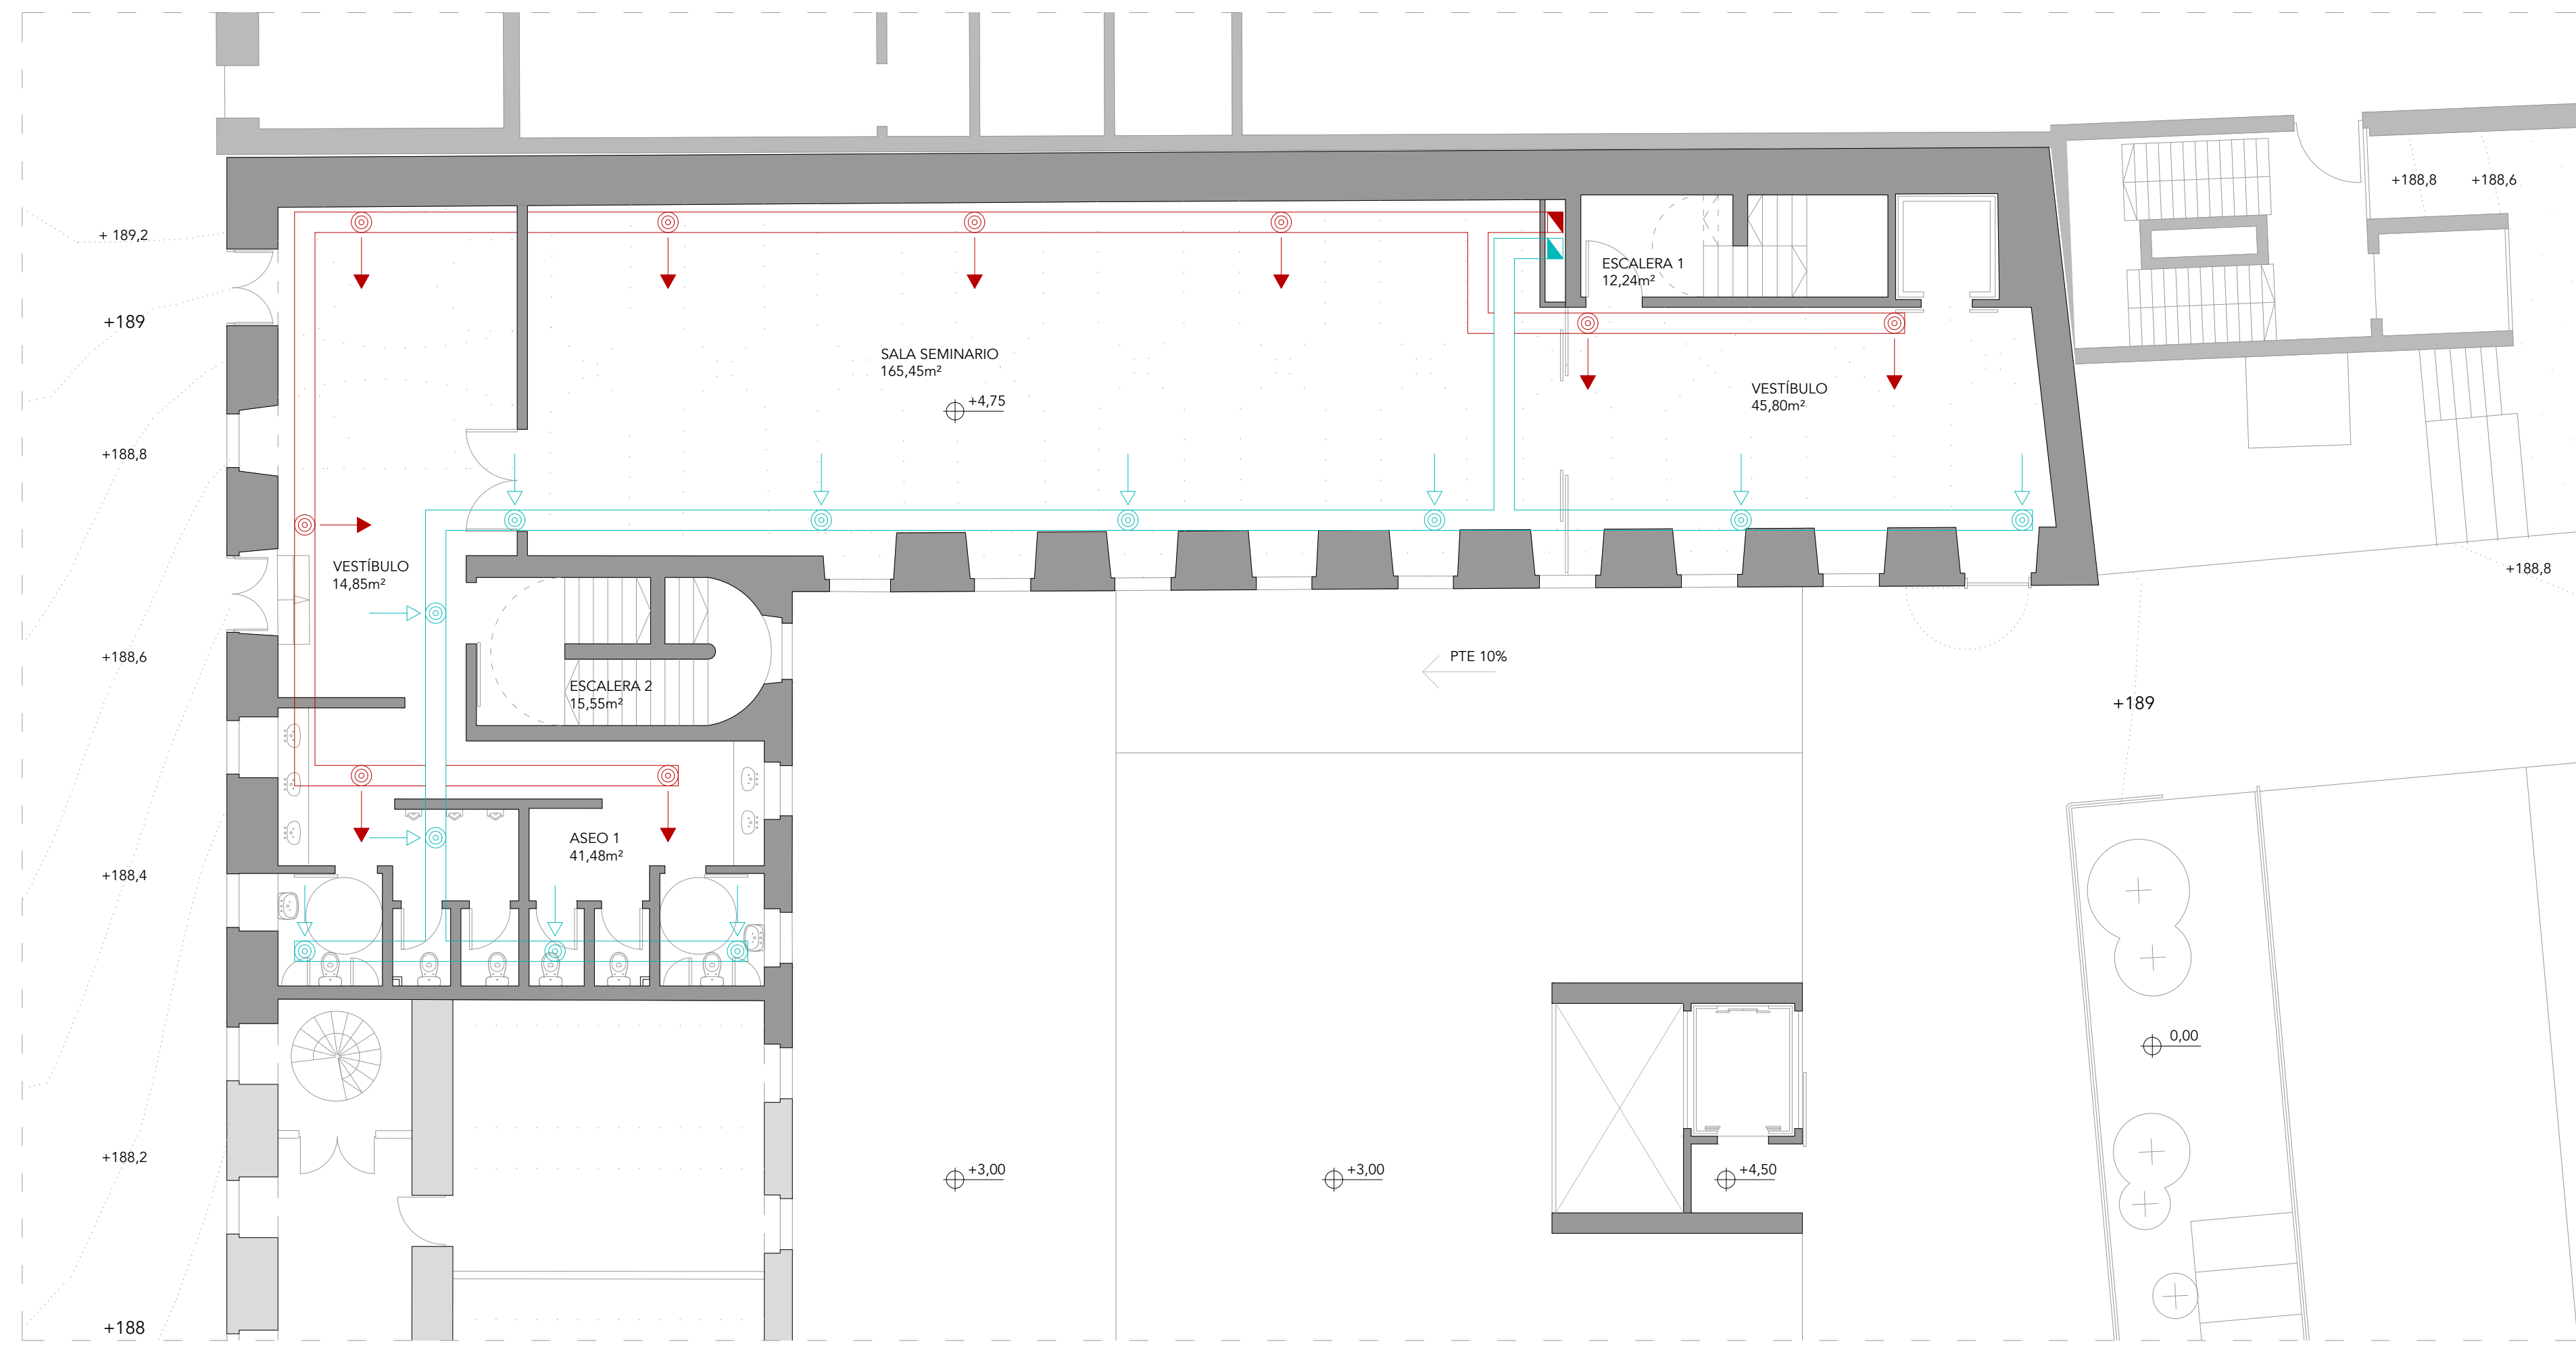 +188,8
+188,6
+ 189,2
ESCALERA 1
12,24m²
+189
SALA SEMINARIO
165,45m²
VESTÍBULO
45,80m²
+4,75
+188,8
VESTÍBULO
14,85m²
+188,8
+188,6
PTE 10%
ESCALERA 2
15,55m²
+189
ASEO 1
41,48m²
+188,4
0,00
+188,2
+3,00
+3,00
+4,50
+188